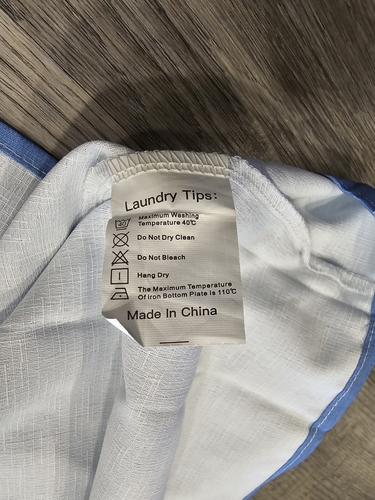 Laundry Tips:
Maximum Washing
Temperature 40℃
Do Not Dry Clean
Do Not Bleach
Hang Dry
The Maximum Temperature
Of Iron Bottom Plate is 110℃
Made In China